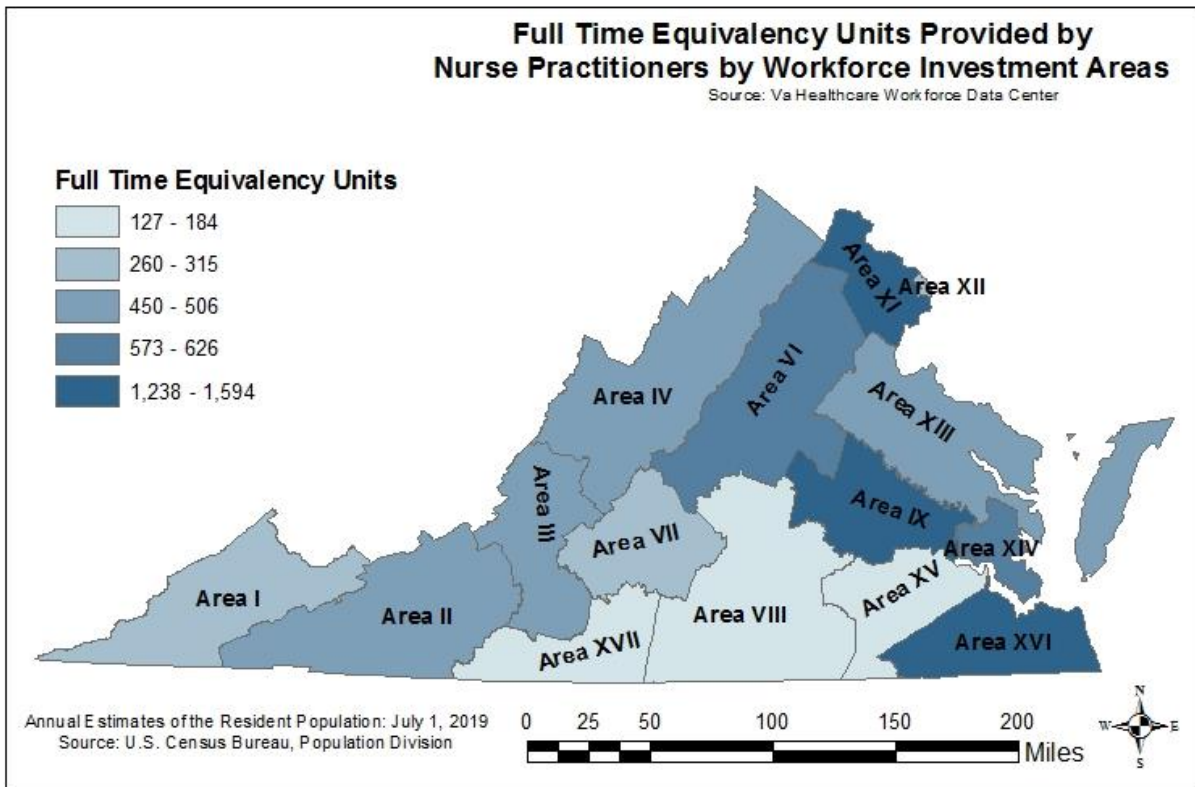 Full Time Equivalency Units Provided by
Nurse Practitioners by Workforce Investment Areas
Source: Va Healthcare Workforce Data Center
Full Time Equivalency Units
127 - 184
260 - 315
450 - 506
573 - 626
1,238 - 1,594
Area XI
Area XII
Area VI
Area IV
Area XIII
Area III
Area IX
Area VII
Area XIV
Area XV
Area I
Area II
Area VIII
Area XVII
Area XVI
Annual Estimates of the Resident Population: July 1, 2019
Source: U.S. Census Bureau, Population Division
0 25 50 100 150 200
Miles
N
W E
S